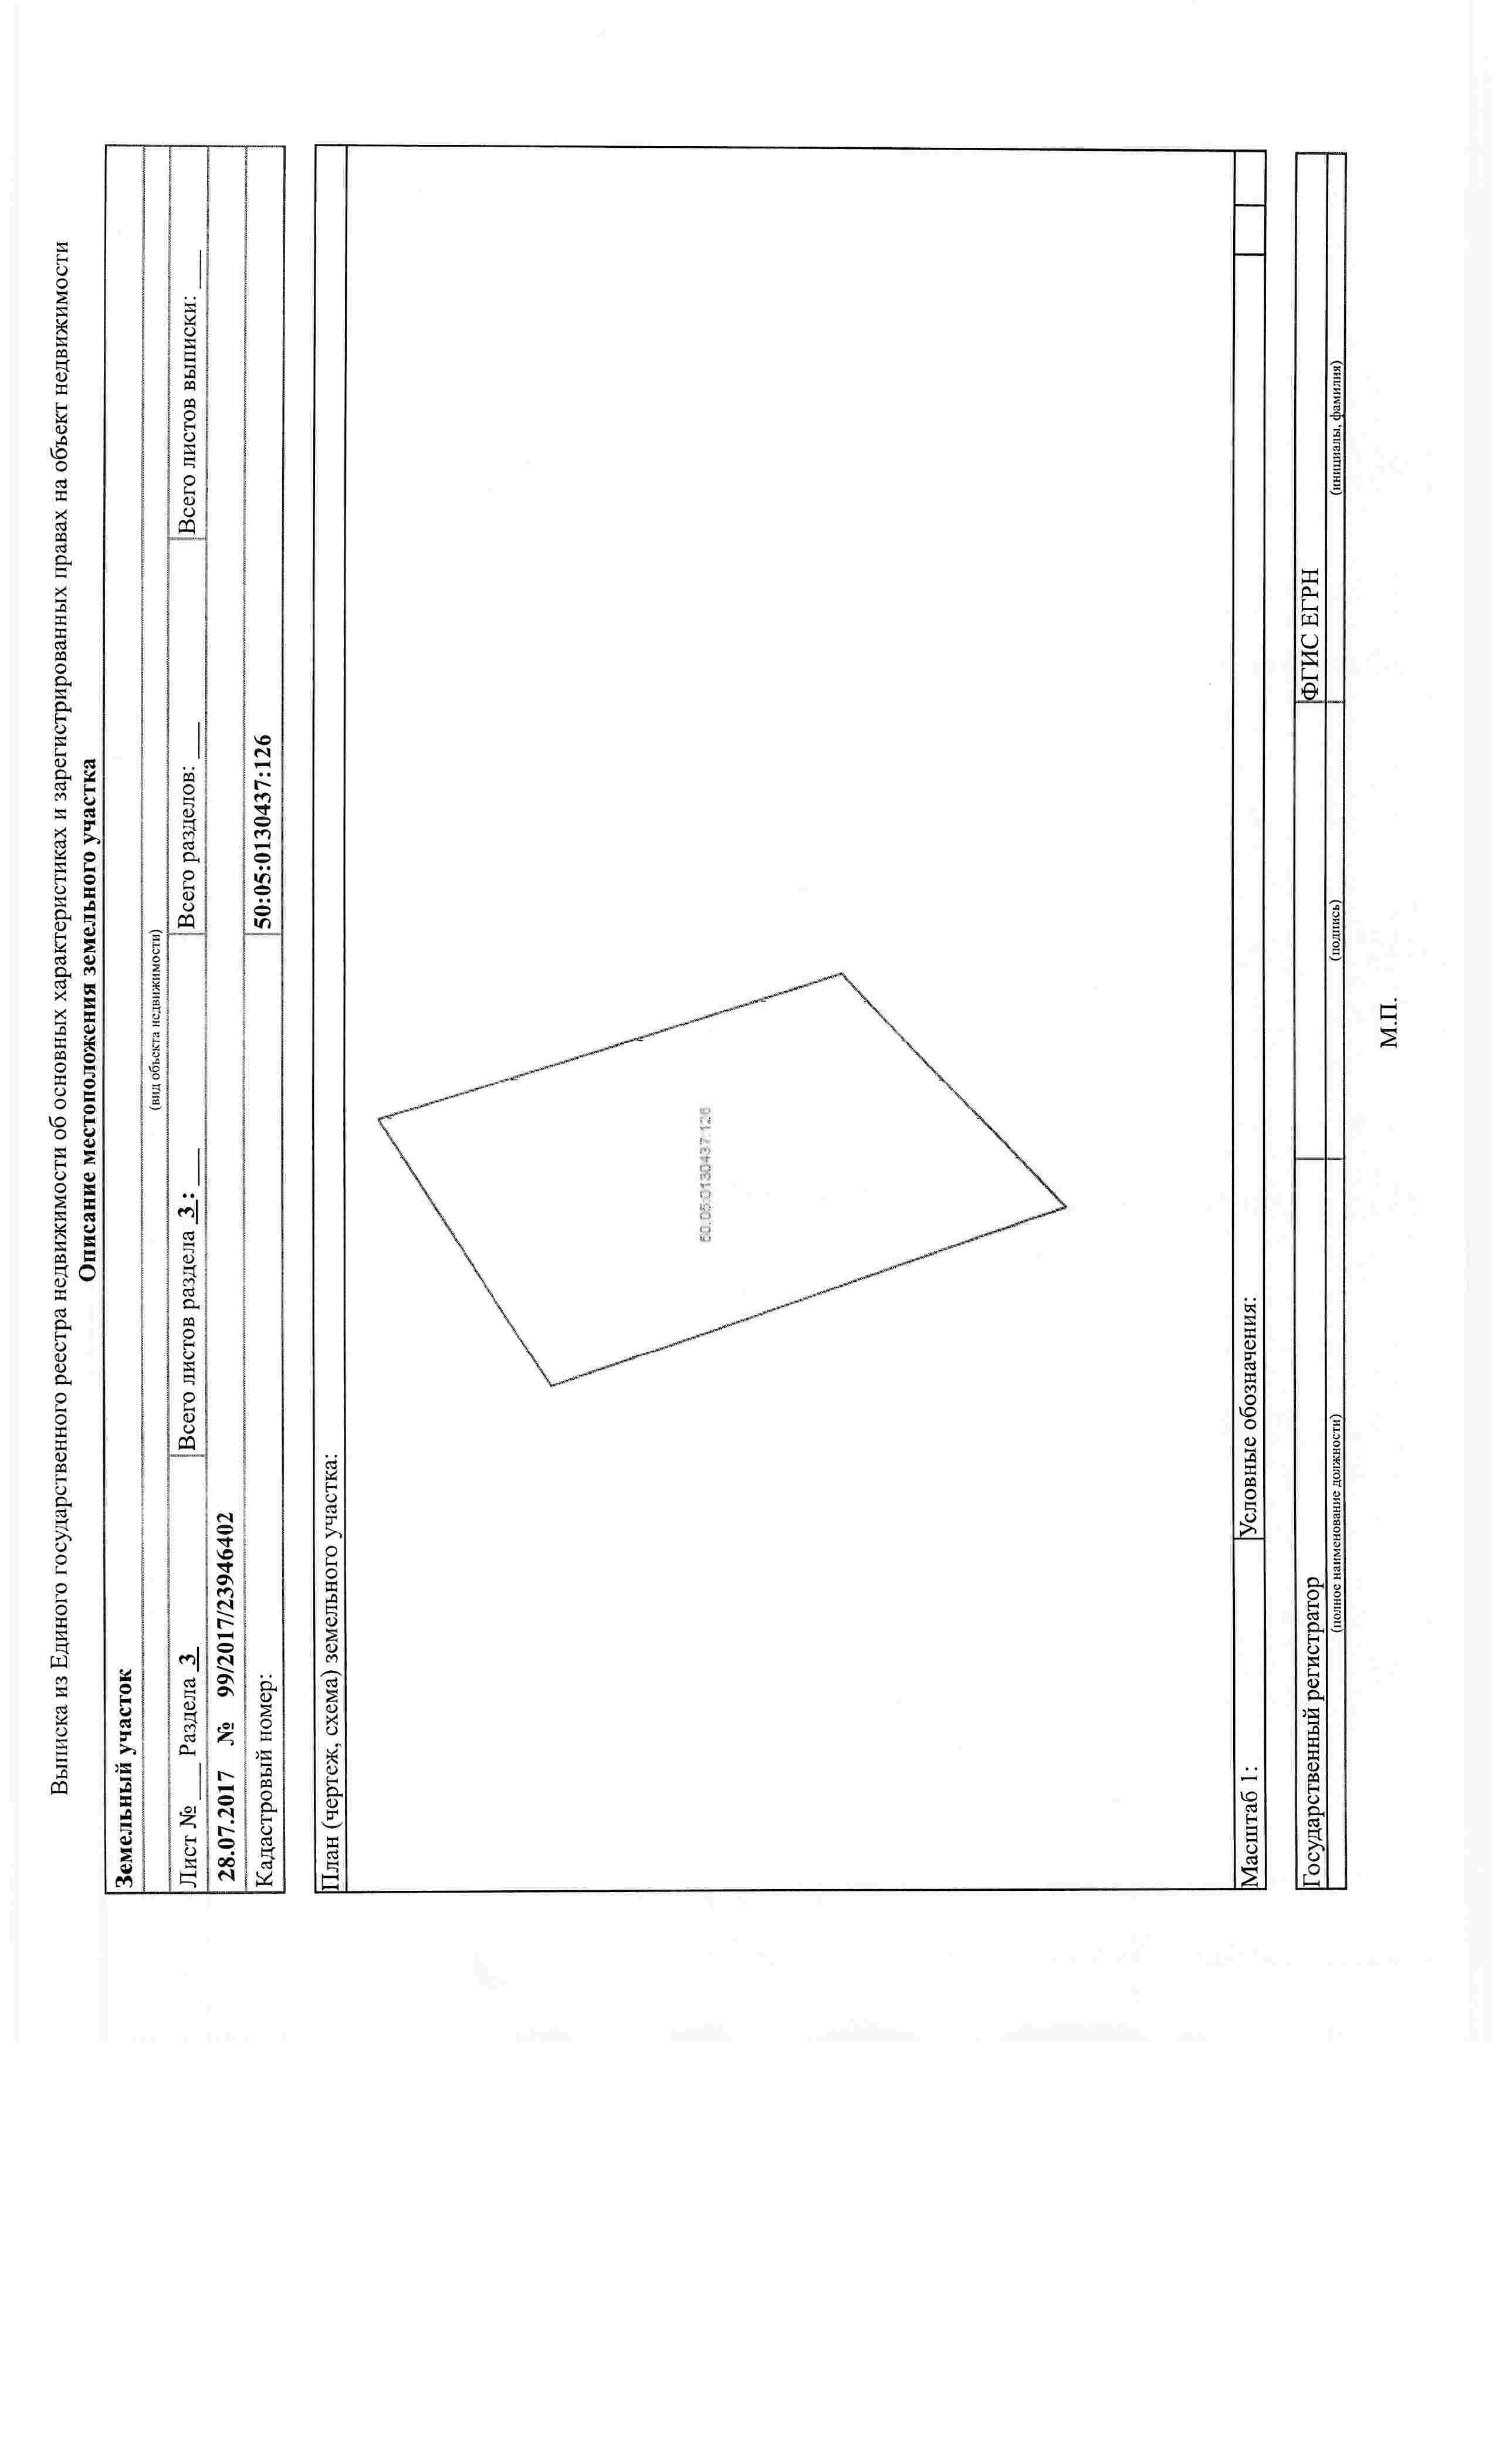 Выписка из Единого государственного реестра недвижимости об основных характеристиках и зарегистрированных правах на объект недвижимости
Описание местоположения земельного участка
Земельный участок
(вид объекта недвижимости)
Лист № ___ Раздела 3 Всего листов раздела 3 : ___ Всего разделов: ___ Всего листов выписки: ___
28.07.2017 № 99/2017/23946402
Кадастровый номер: 50:05:0130437:126
План (чертеж, схема) земельного участка:
50:05:0130437:126
Масштаб 1: Условные обозначения:
Государственный регистратор ФГИС ЕГРН
(полное наименование должности) (подпись) (инициалы, фамилия)
М.П.